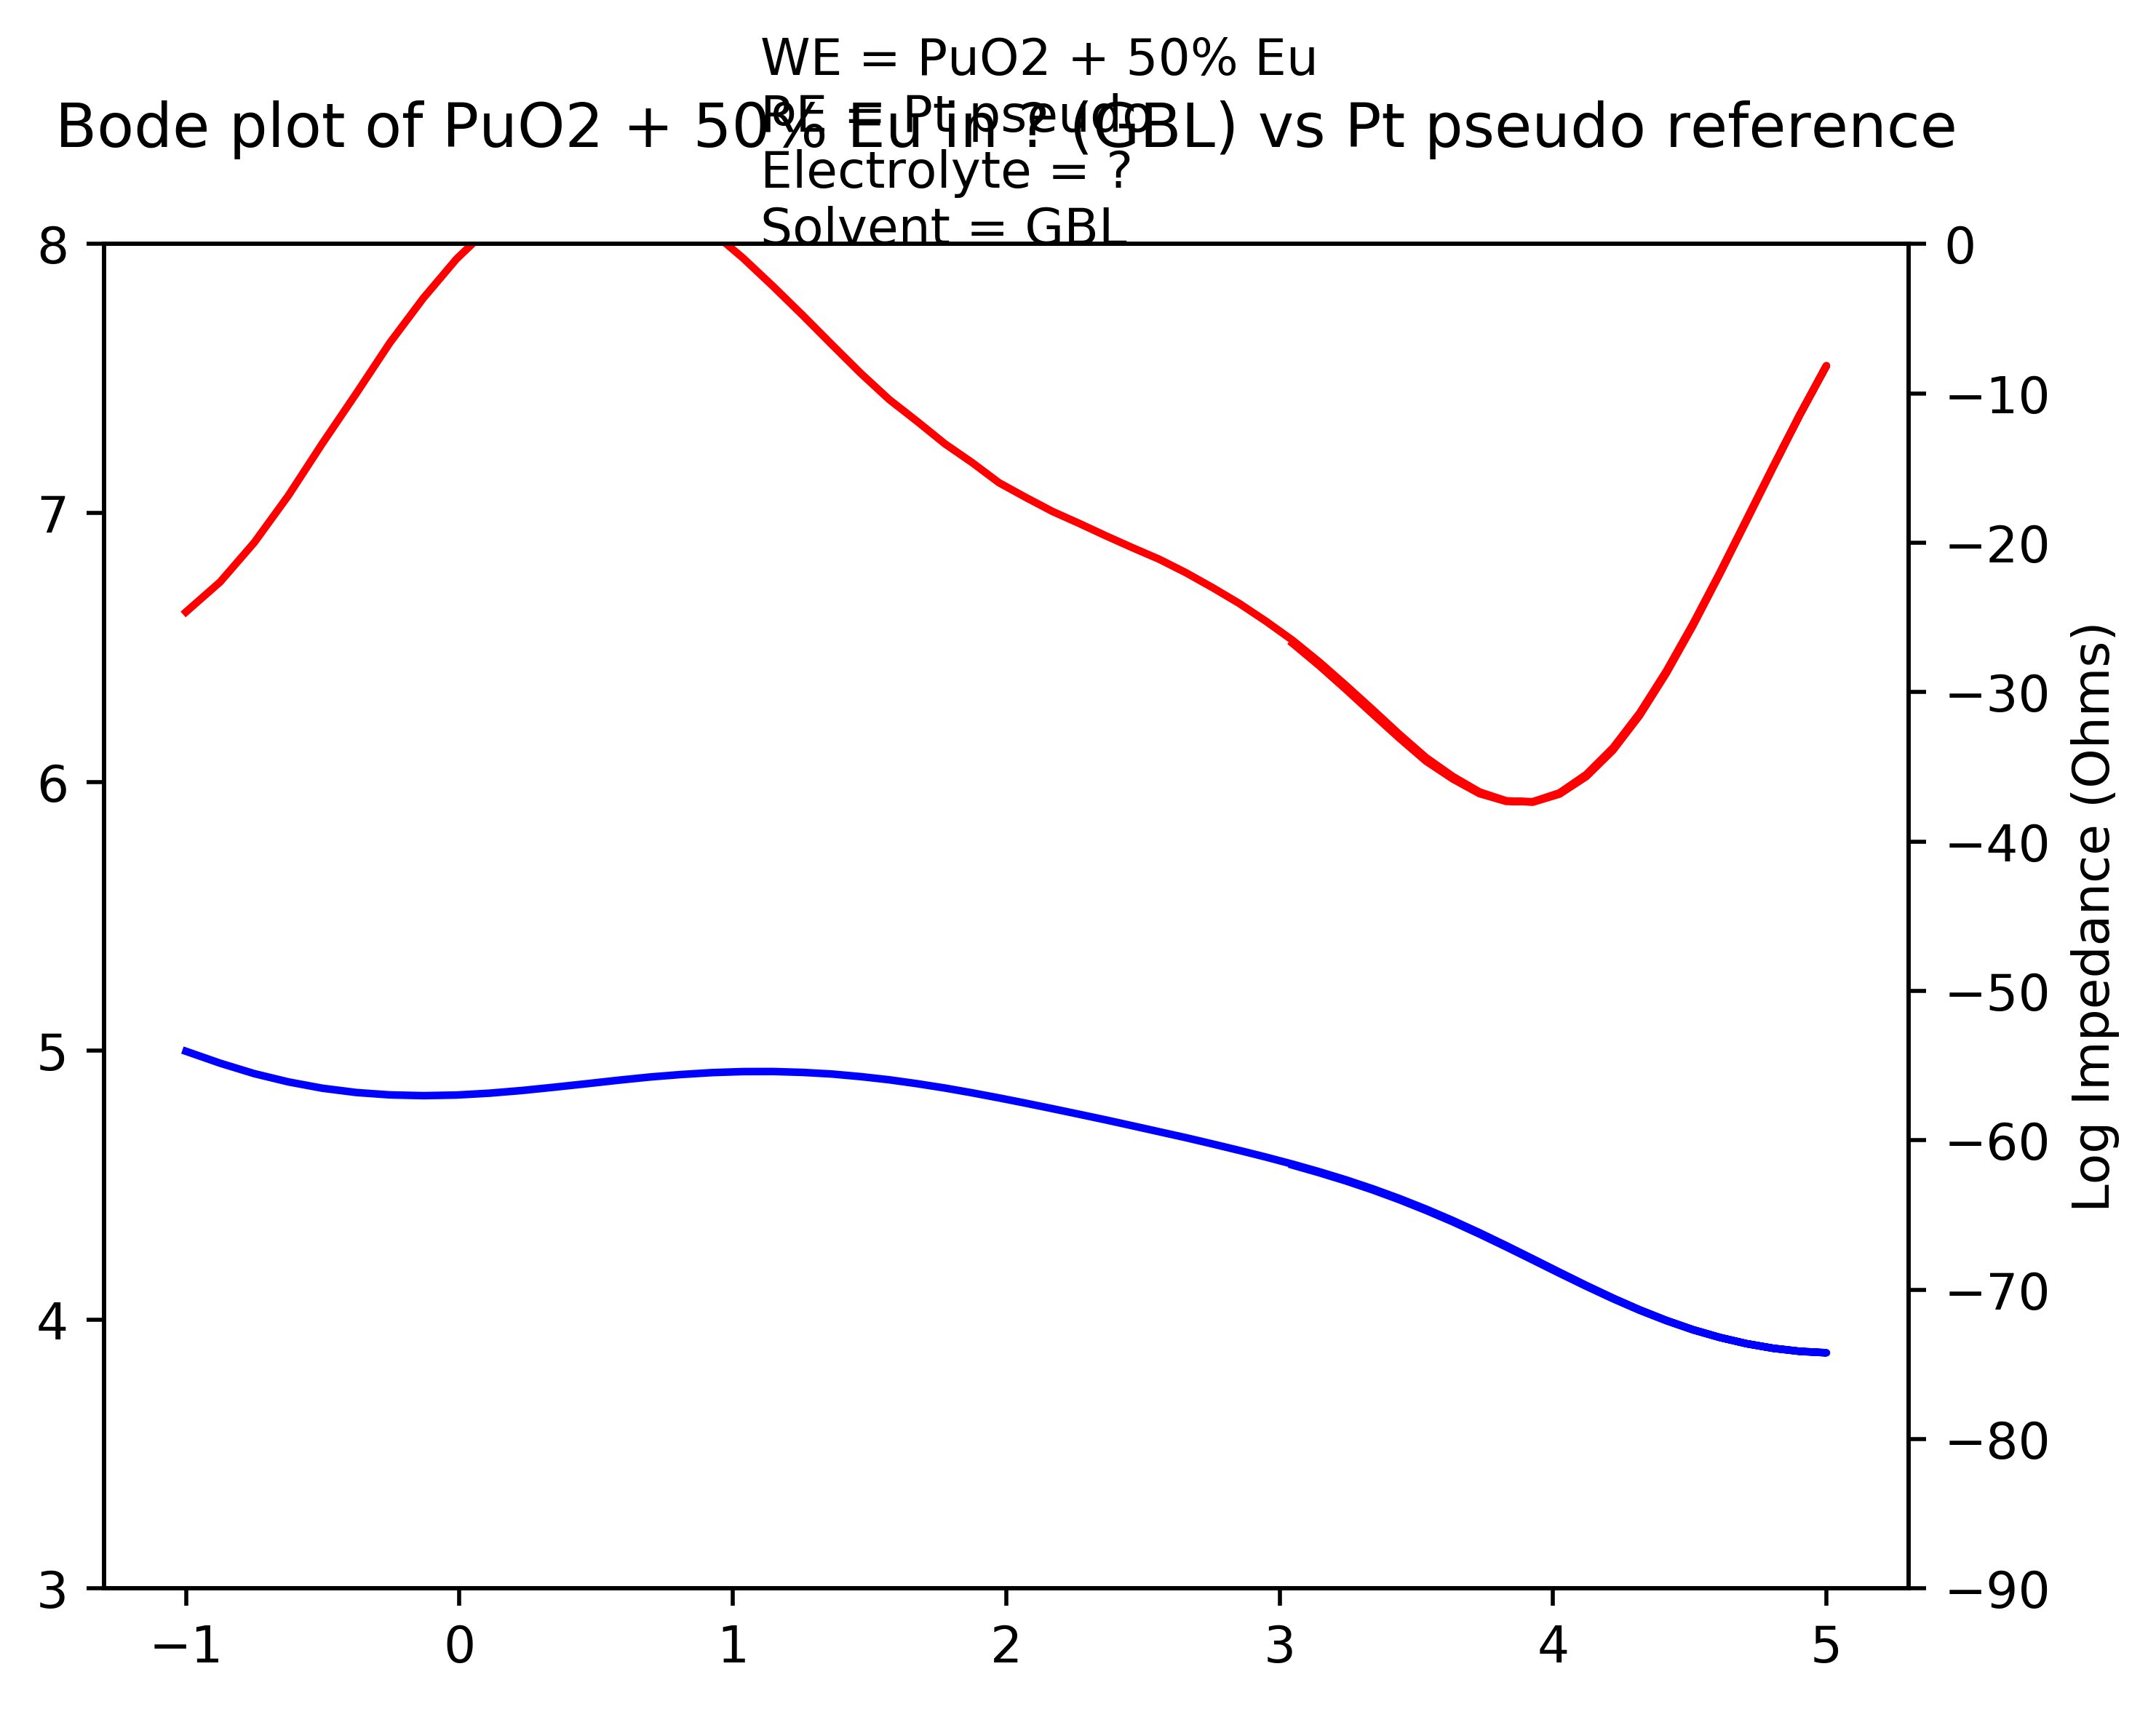 WE = PuO2 + 50% Eu
Bode plot of PuO2 + 50% Eu in ? (GBL) vs Pt pseudo reference
RE = Pt pseudo
Electrolyte = ?
Solvent = GBL
8
7
6
5
4
3
0
−10
−20
−30
−40
−50
−60
−70
−80
−90
Log Impedance (Ohms)
−1 0 1 2 3 4 5